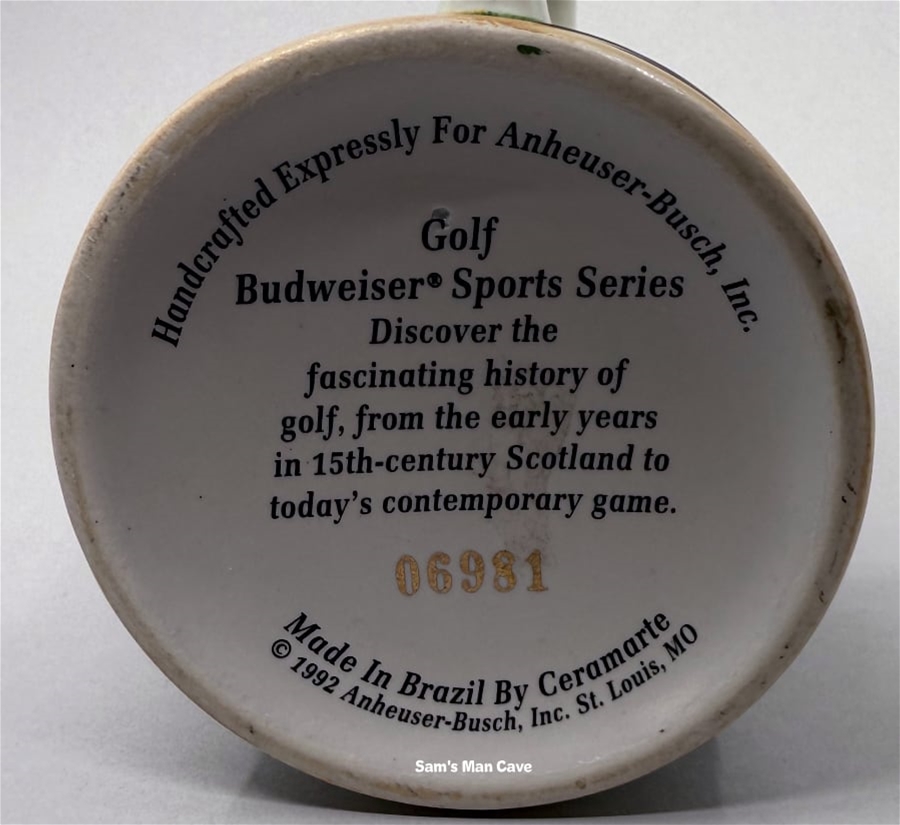 Handcrafted Expressly For Anheuser-Busch, Inc.
Golf
Budweiser® Sports Series
Discover the
fascinating history of
golf, from the early years
in 15th-century Scotland to
today's contemporary game.
06981
Made In Brazil By Ceramarte
© 1992 Anheuser-Busch, Inc. St. Louis, MO
Sam's Man Cave